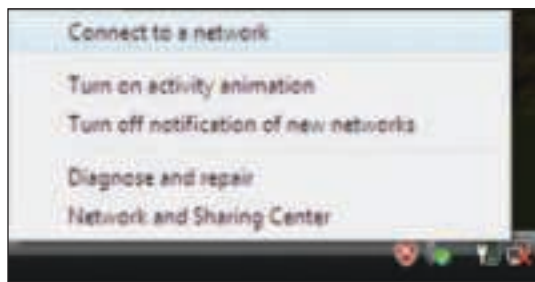 Connect to a network
Turn on activity animation
Turn off notification of new networks
Diagnose and repair
Network and Sharing Center